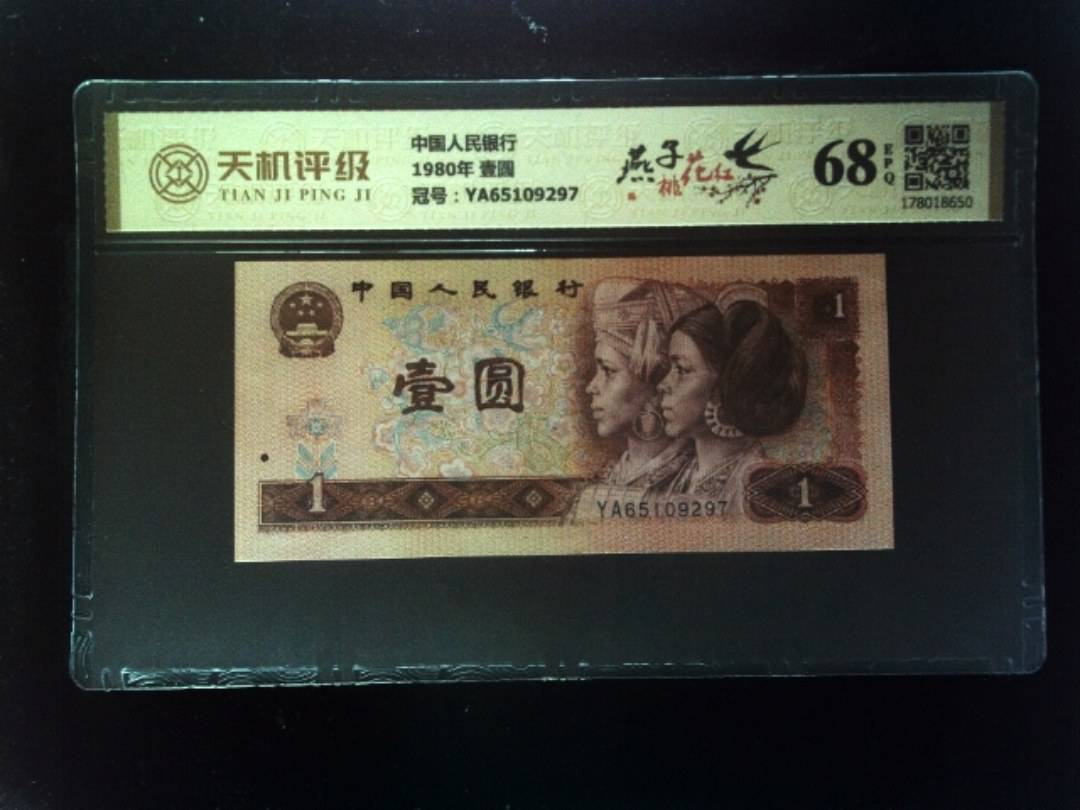 天机评级
TIAN JI PING JI
中国人民银行
1980年 壹圆
冠号：YA65109297
燕子
桃花红
68
EPQ
178018650
中国人民银行
1
壹圆
1
YA65109297
1